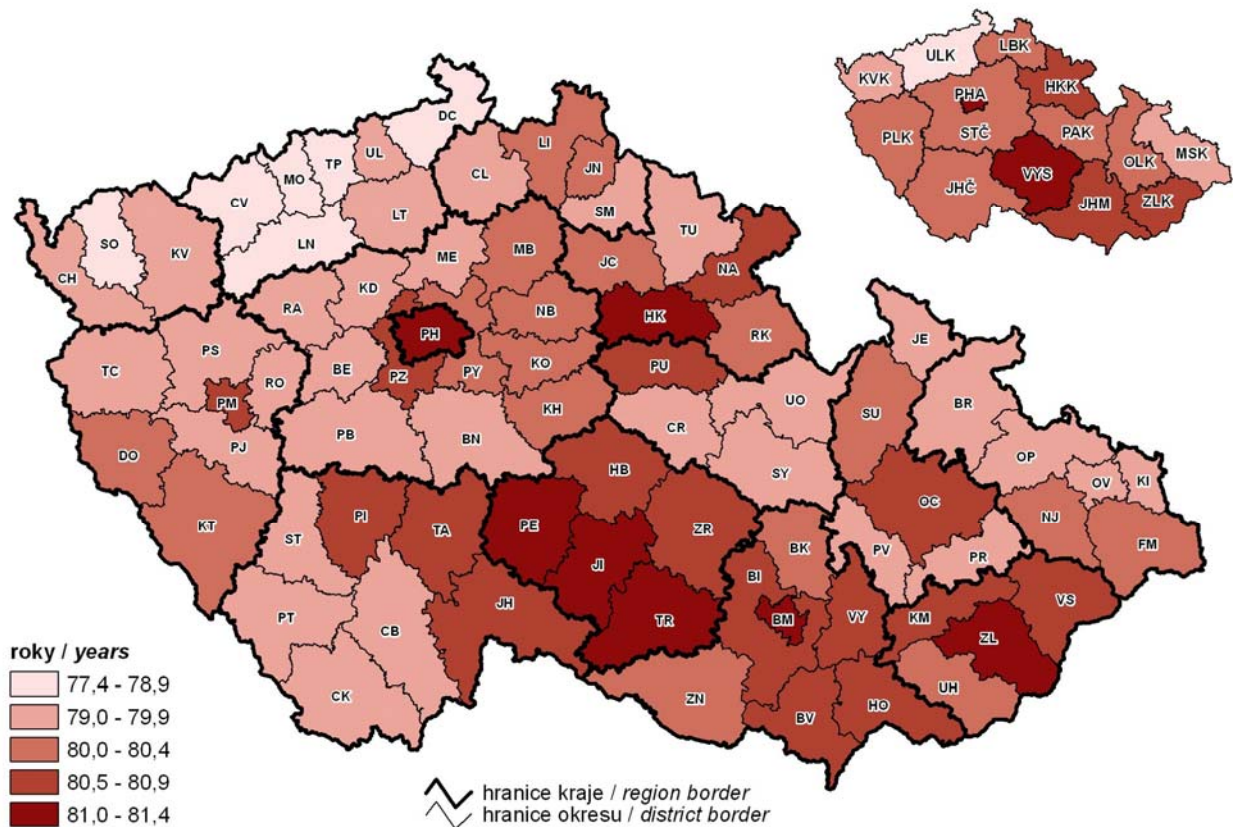 ULK
LBK
KVK
HKK
PHA
PLK
STČ
PAK
MSK
OLK
VYS
JHČ
JHM
ZLK
DC
UL
TP
MO
LI
JN
CL
CV
LT
SM
LN
SO
KV
TU
CH
ME
MB
JC
NA
KD
RA
NB
HK
RK
PH
JE
TC
PS
RO
BE
PZ
PY
KO
PU
PM
UO
SU
BR
KH
CR
PB
BN
DO
PJ
SY
OP
OV
KI
HB
OC
NJ
KT
ST
PI
TA
PE
ZR
BK
PV
PR
FM
JI
BI
VS
JH
PT
CB
TR
BM
VY
KM
ZL
UH
CK
ZN
BV
HO
roky / years
77,4 - 78,9
79,0 - 79,9
80,0 - 80,4
80,5 - 80,9
81,0 - 81,4
hranice kraje / region border
hranice okresu / district border